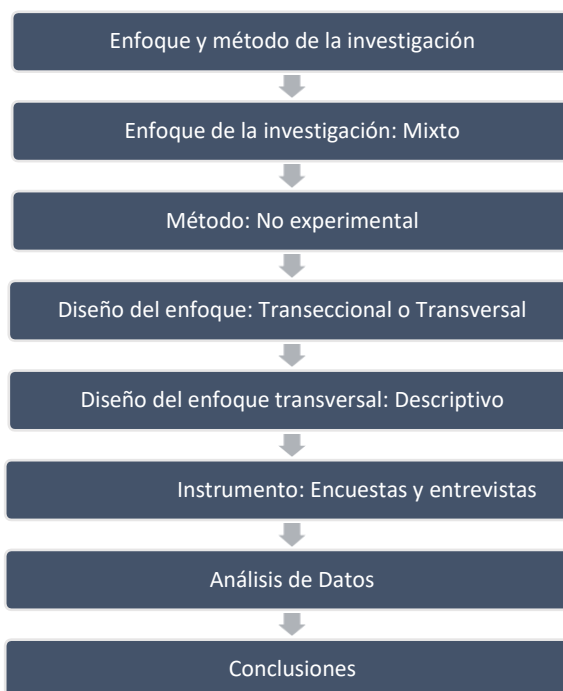 Enfoque y método de la investigación
Enfoque de la investigación: Mixto
Método: No experimental
Diseño del enfoque: Transeccional o Transversal
Diseño del enfoque transversal: Descriptivo
Instrumento: Encuestas y entrevistas
Análisis de Datos
Conclusiones